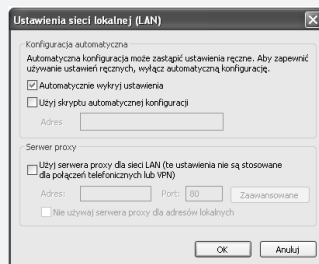 Ustawienia sieci lokalnej (LAN)
Konfiguracja automatyczna
Automatyczna konfiguracja może zastąpić ustawienia ręczne. Aby zapewnić
używanie ustawień ręcznych, wyłącz automatyczną konfigurację.
Automatycznie wykryj ustawienia
Użyj skryptu automatycznej konfiguracji
Adres
Serwer proxy
Użyj serwera proxy dla sieci LAN (te ustawienia nie są stosowane
dla połączeń telefonicznych lub VPN)
Adres: Port: 80 Zaawansowane
Nie używaj serwera proxy dla adresów lokalnych
OK Anuluj